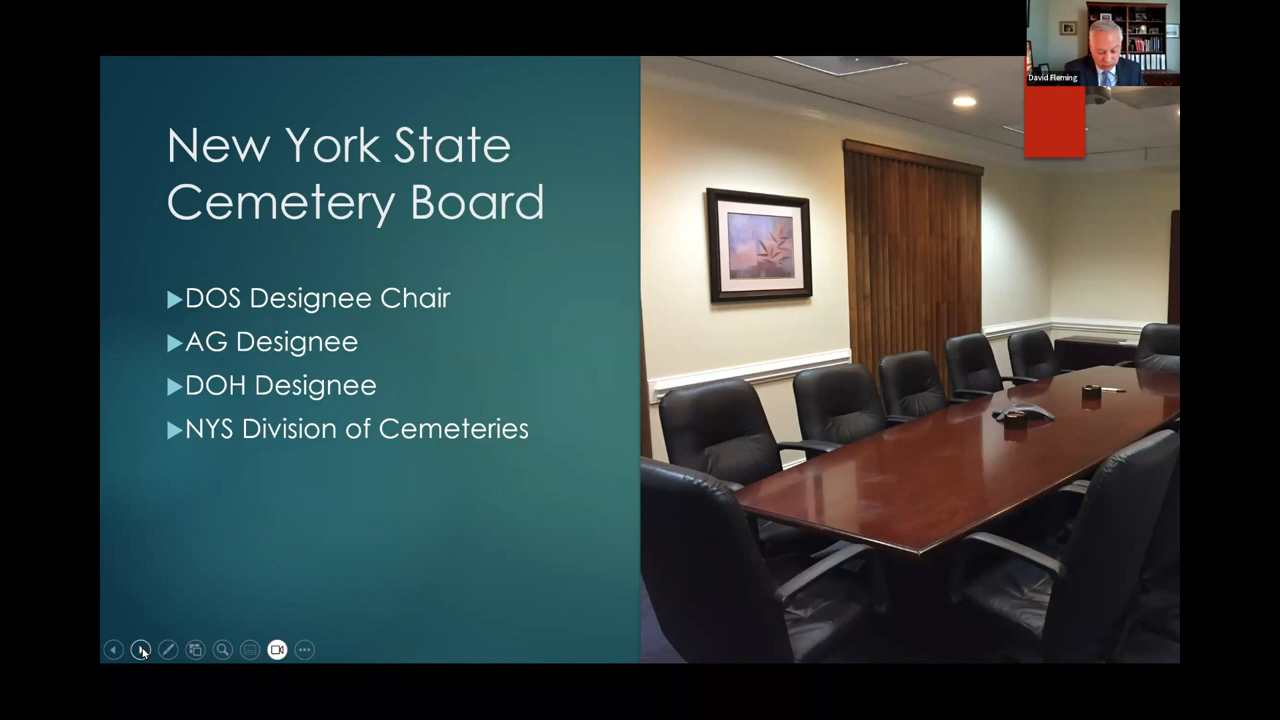 David Fleming
New York State
Cemetery Board
DOS Designee Chair
AG Designee
DOH Designee
NYS Division of Cemeteries